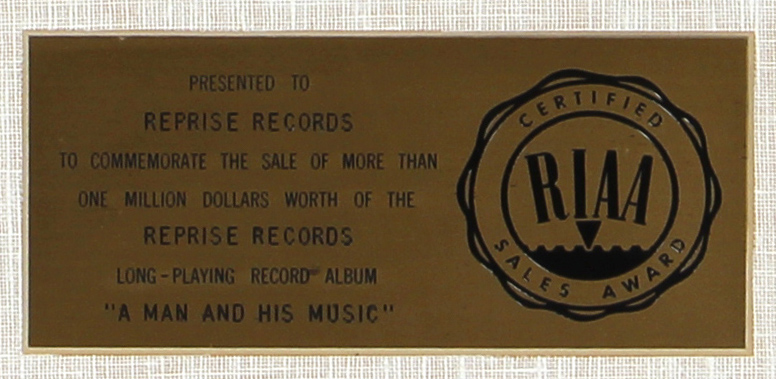 PRESENTED TO
REPRISE RECORDS
TO COMMEMORATE THE SALE OF MORE THAN
ONE MILLION DOLLARS WORTH OF THE
REPRISE RECORDS
LONG-PLAYING RECORD ALBUM
"A MAN AND HIS MUSIC"
CERTIFIED
RIAA
SALES AWARD